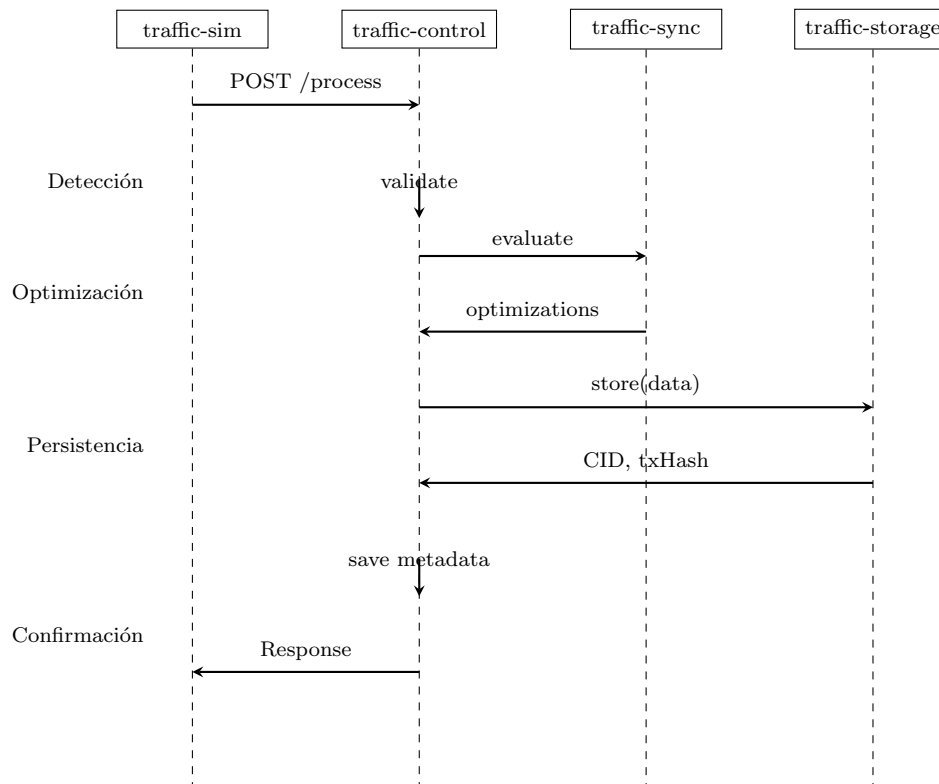 traffic-sim
traffic-control
traffic-sync
traffic-storage
POST /process
Detección
validate
evaluate
Optimización
optimizations
store(data)
Persistencia
CID, txHash
save metadata
Confirmación
Response